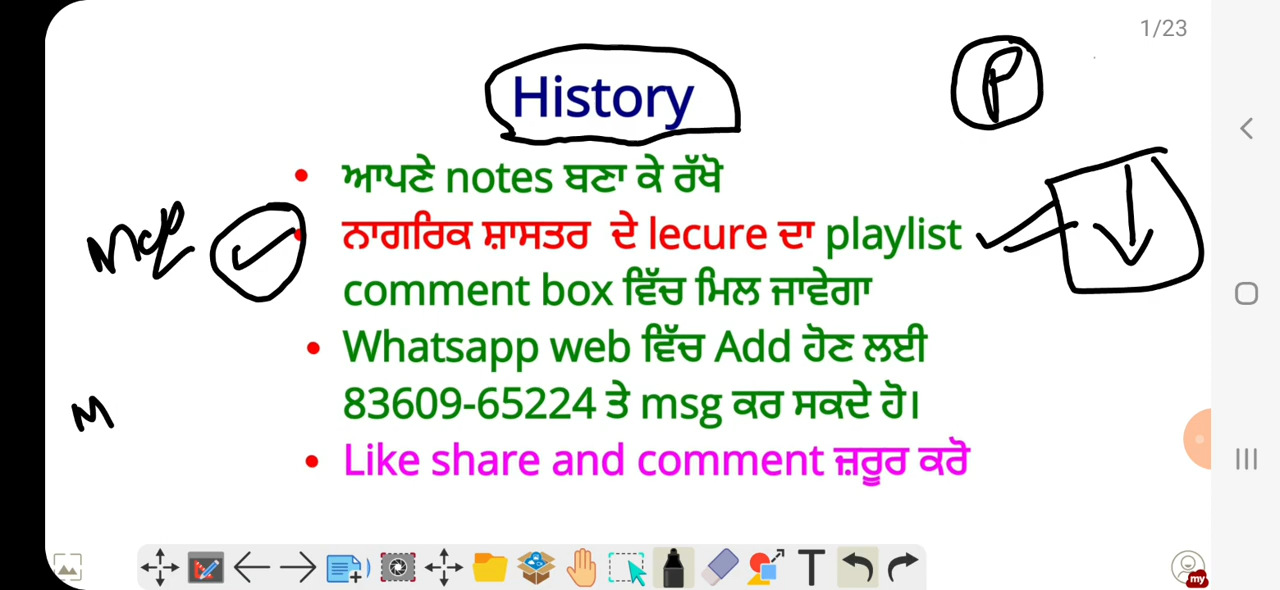 1/23
History
P
• ਆਪਣੇ notes ਬਣਾ ਕੇ ਰੱਖੋ
• ਨਾਗਰਿਕ ਸ਼ਾਸਤਰ ਦੇ lecure ਦਾ playlist
comment box ਵਿੱਚ ਮਿਲ ਜਾਵੇਗਾ
• Whatsapp web ਵਿੱਚ Add ਹੋਣ ਲਈ
83609-65224 ਤੇ msg ਕਰ ਸਕਦੇ ਹੋ।
M
• Like share and comment ਜ਼ਰੂਰ ਕਰੋ
my